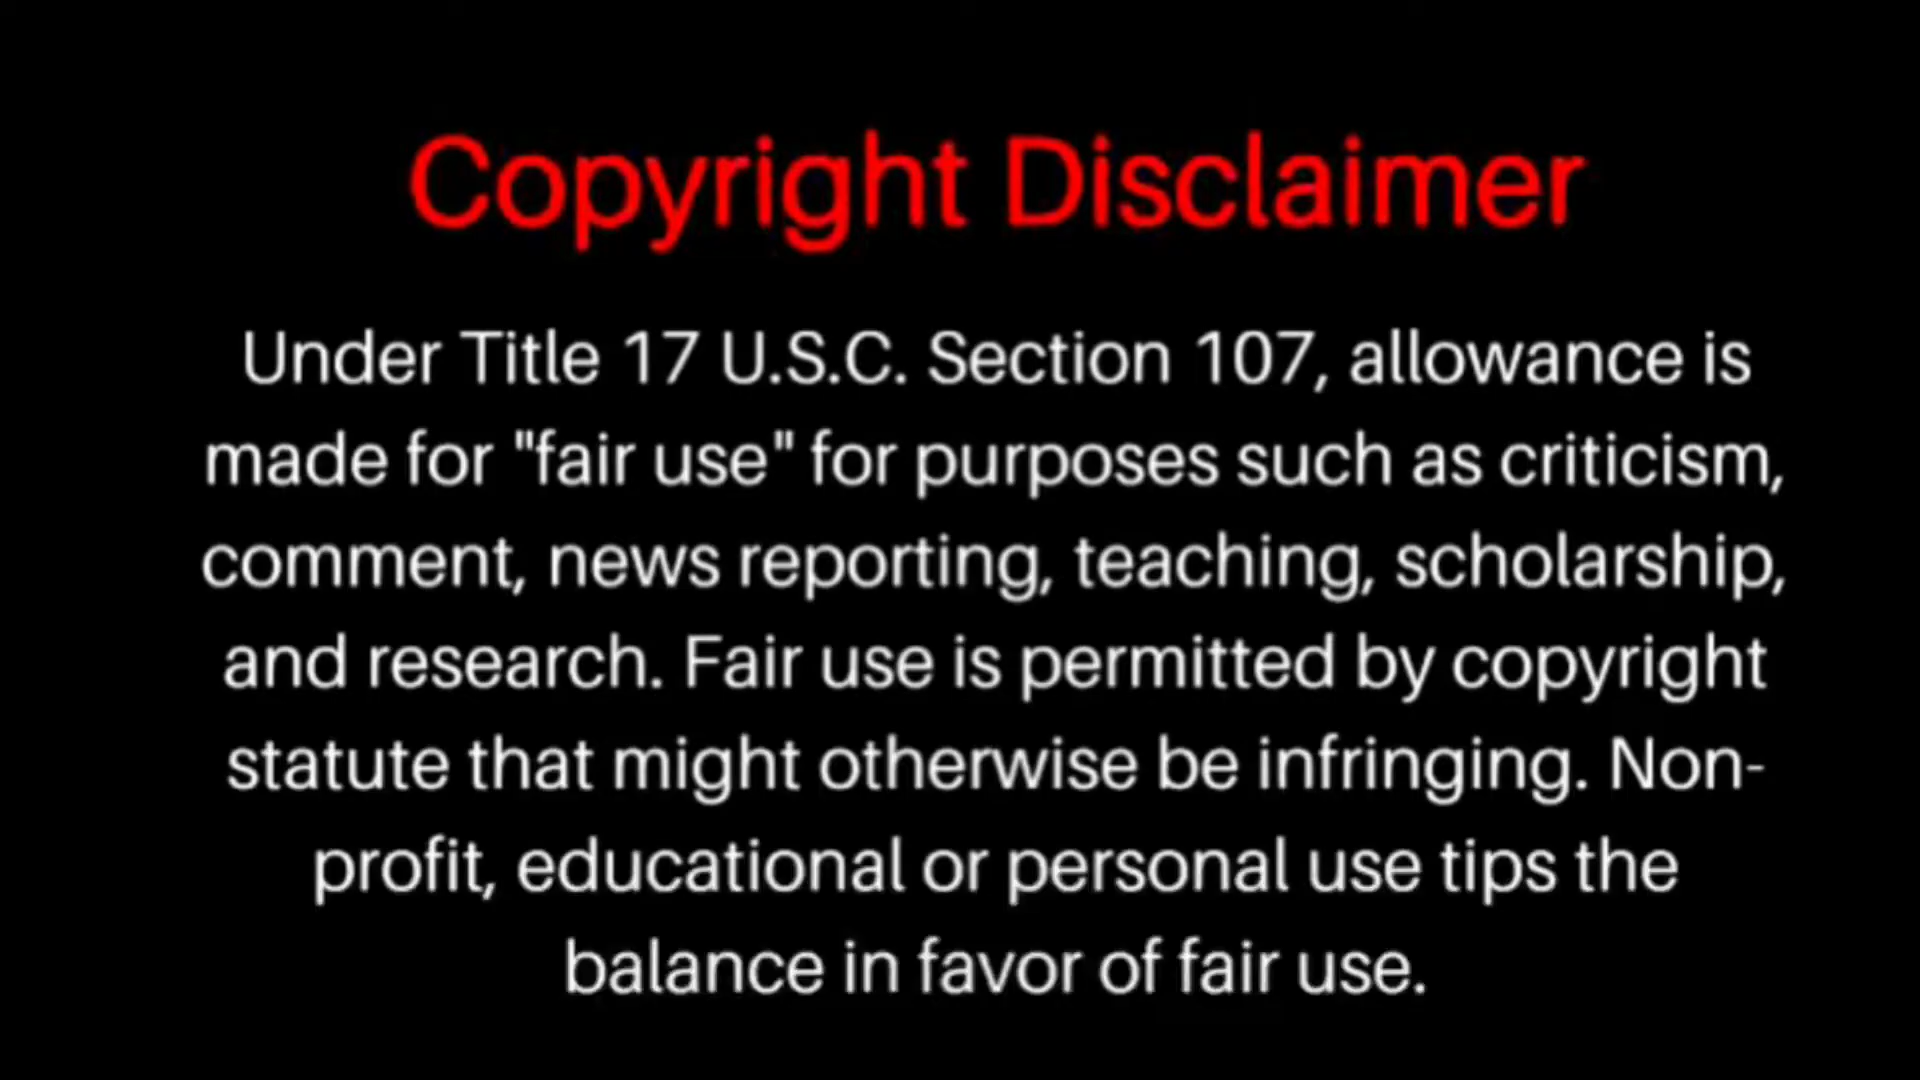 Copyright Disclaimer
Under Title 17 U.S.C. Section 107, allowance is
made for "fair use" for purposes such as criticism,
comment, news reporting, teaching, scholarship,
and research. Fair use is permitted by copyright
statute that might otherwise be infringing. Non-
profit, educational or personal use tips the
balance in favor of fair use.